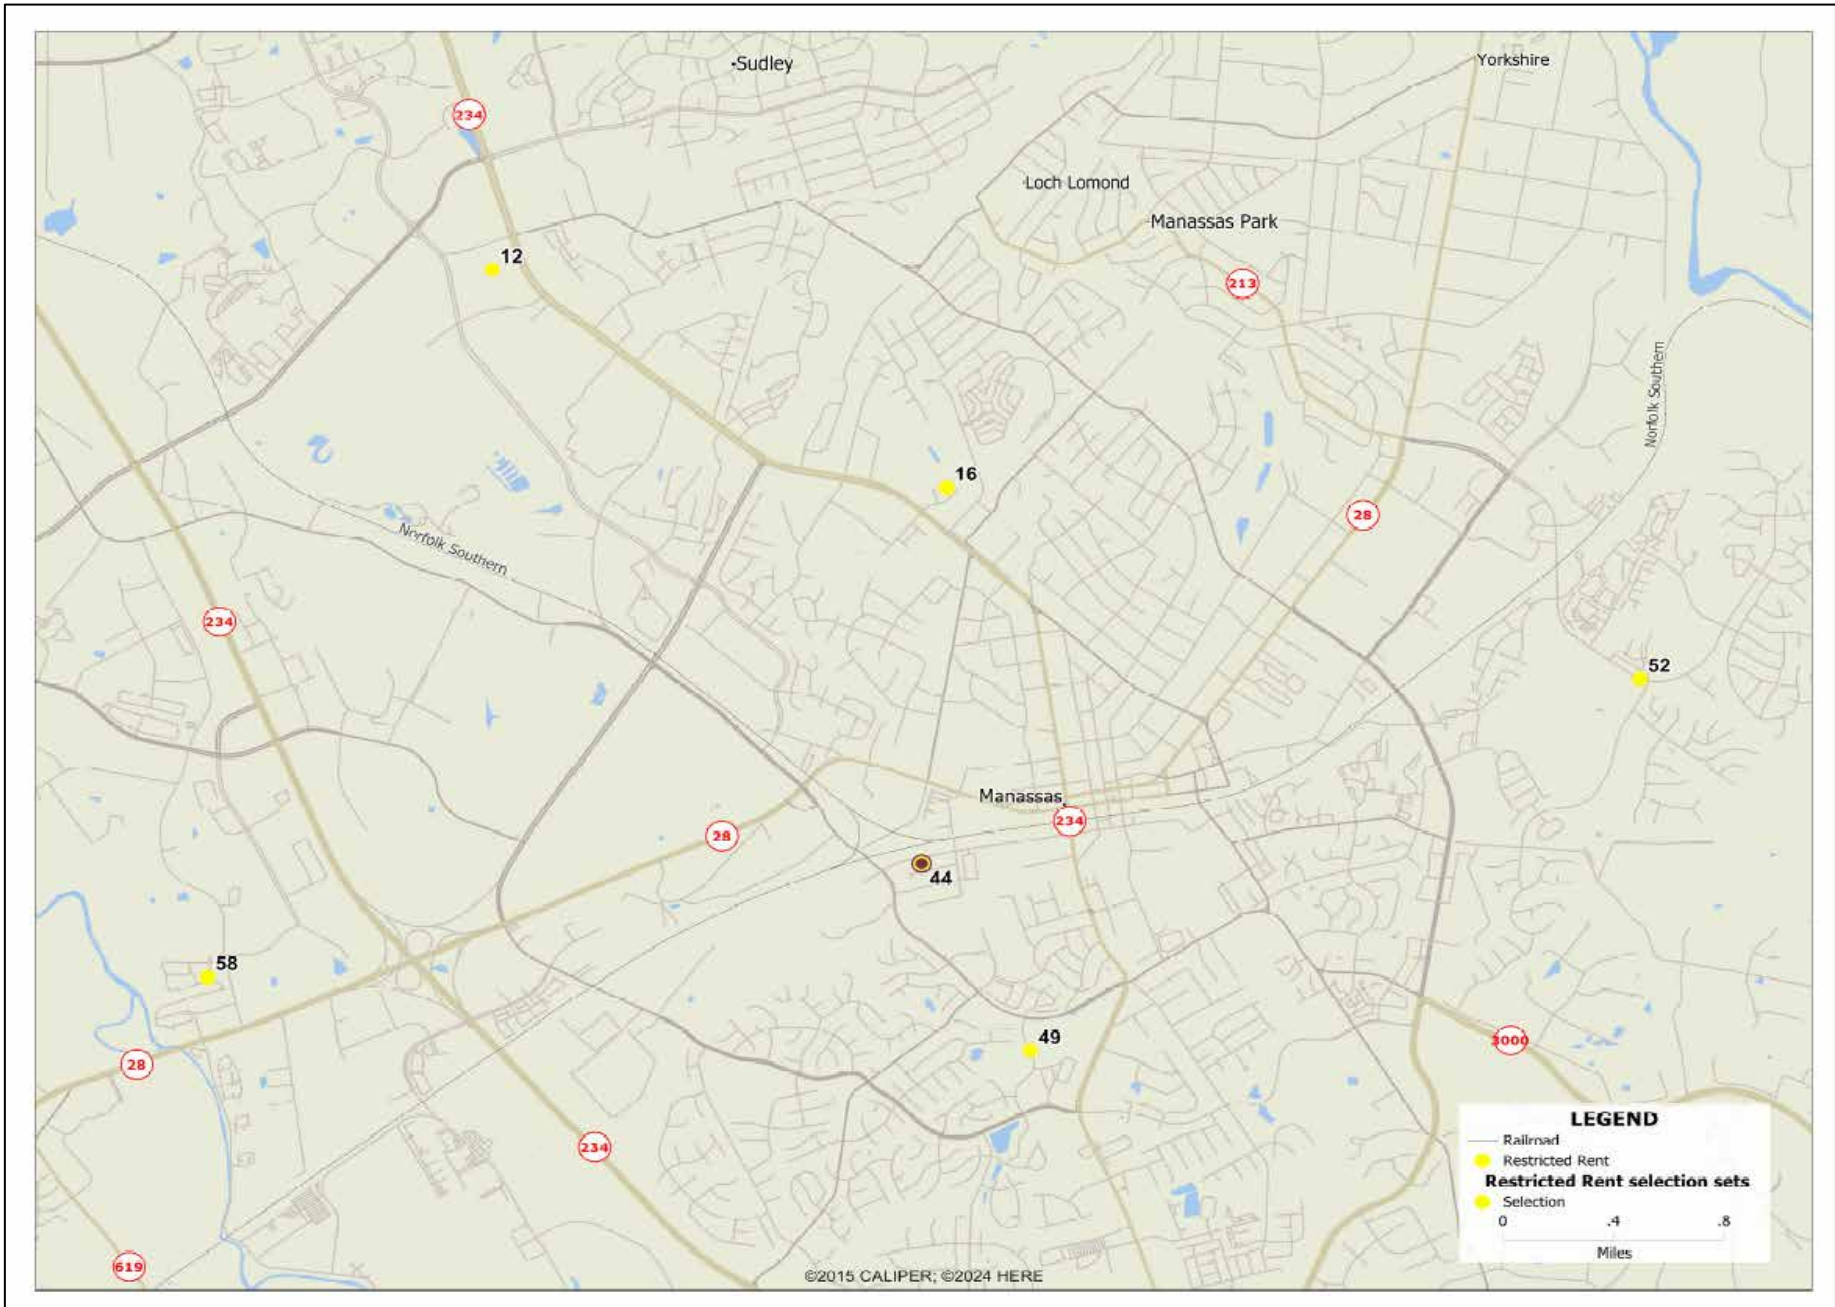 Sudley
Yorkshire
234
Loch Lomond
Manassas Park
12
213
Norfolk Southern
16
28
Norfolk Southern
234
52
Manassas
234
28
44
58
49
28
3000
234
619
LEGEND
Railroad
Restricted Rent
Restricted Rent selection sets
Selection
0 .4 .8
Miles
©2015 CALIPER; ©2024 HERE